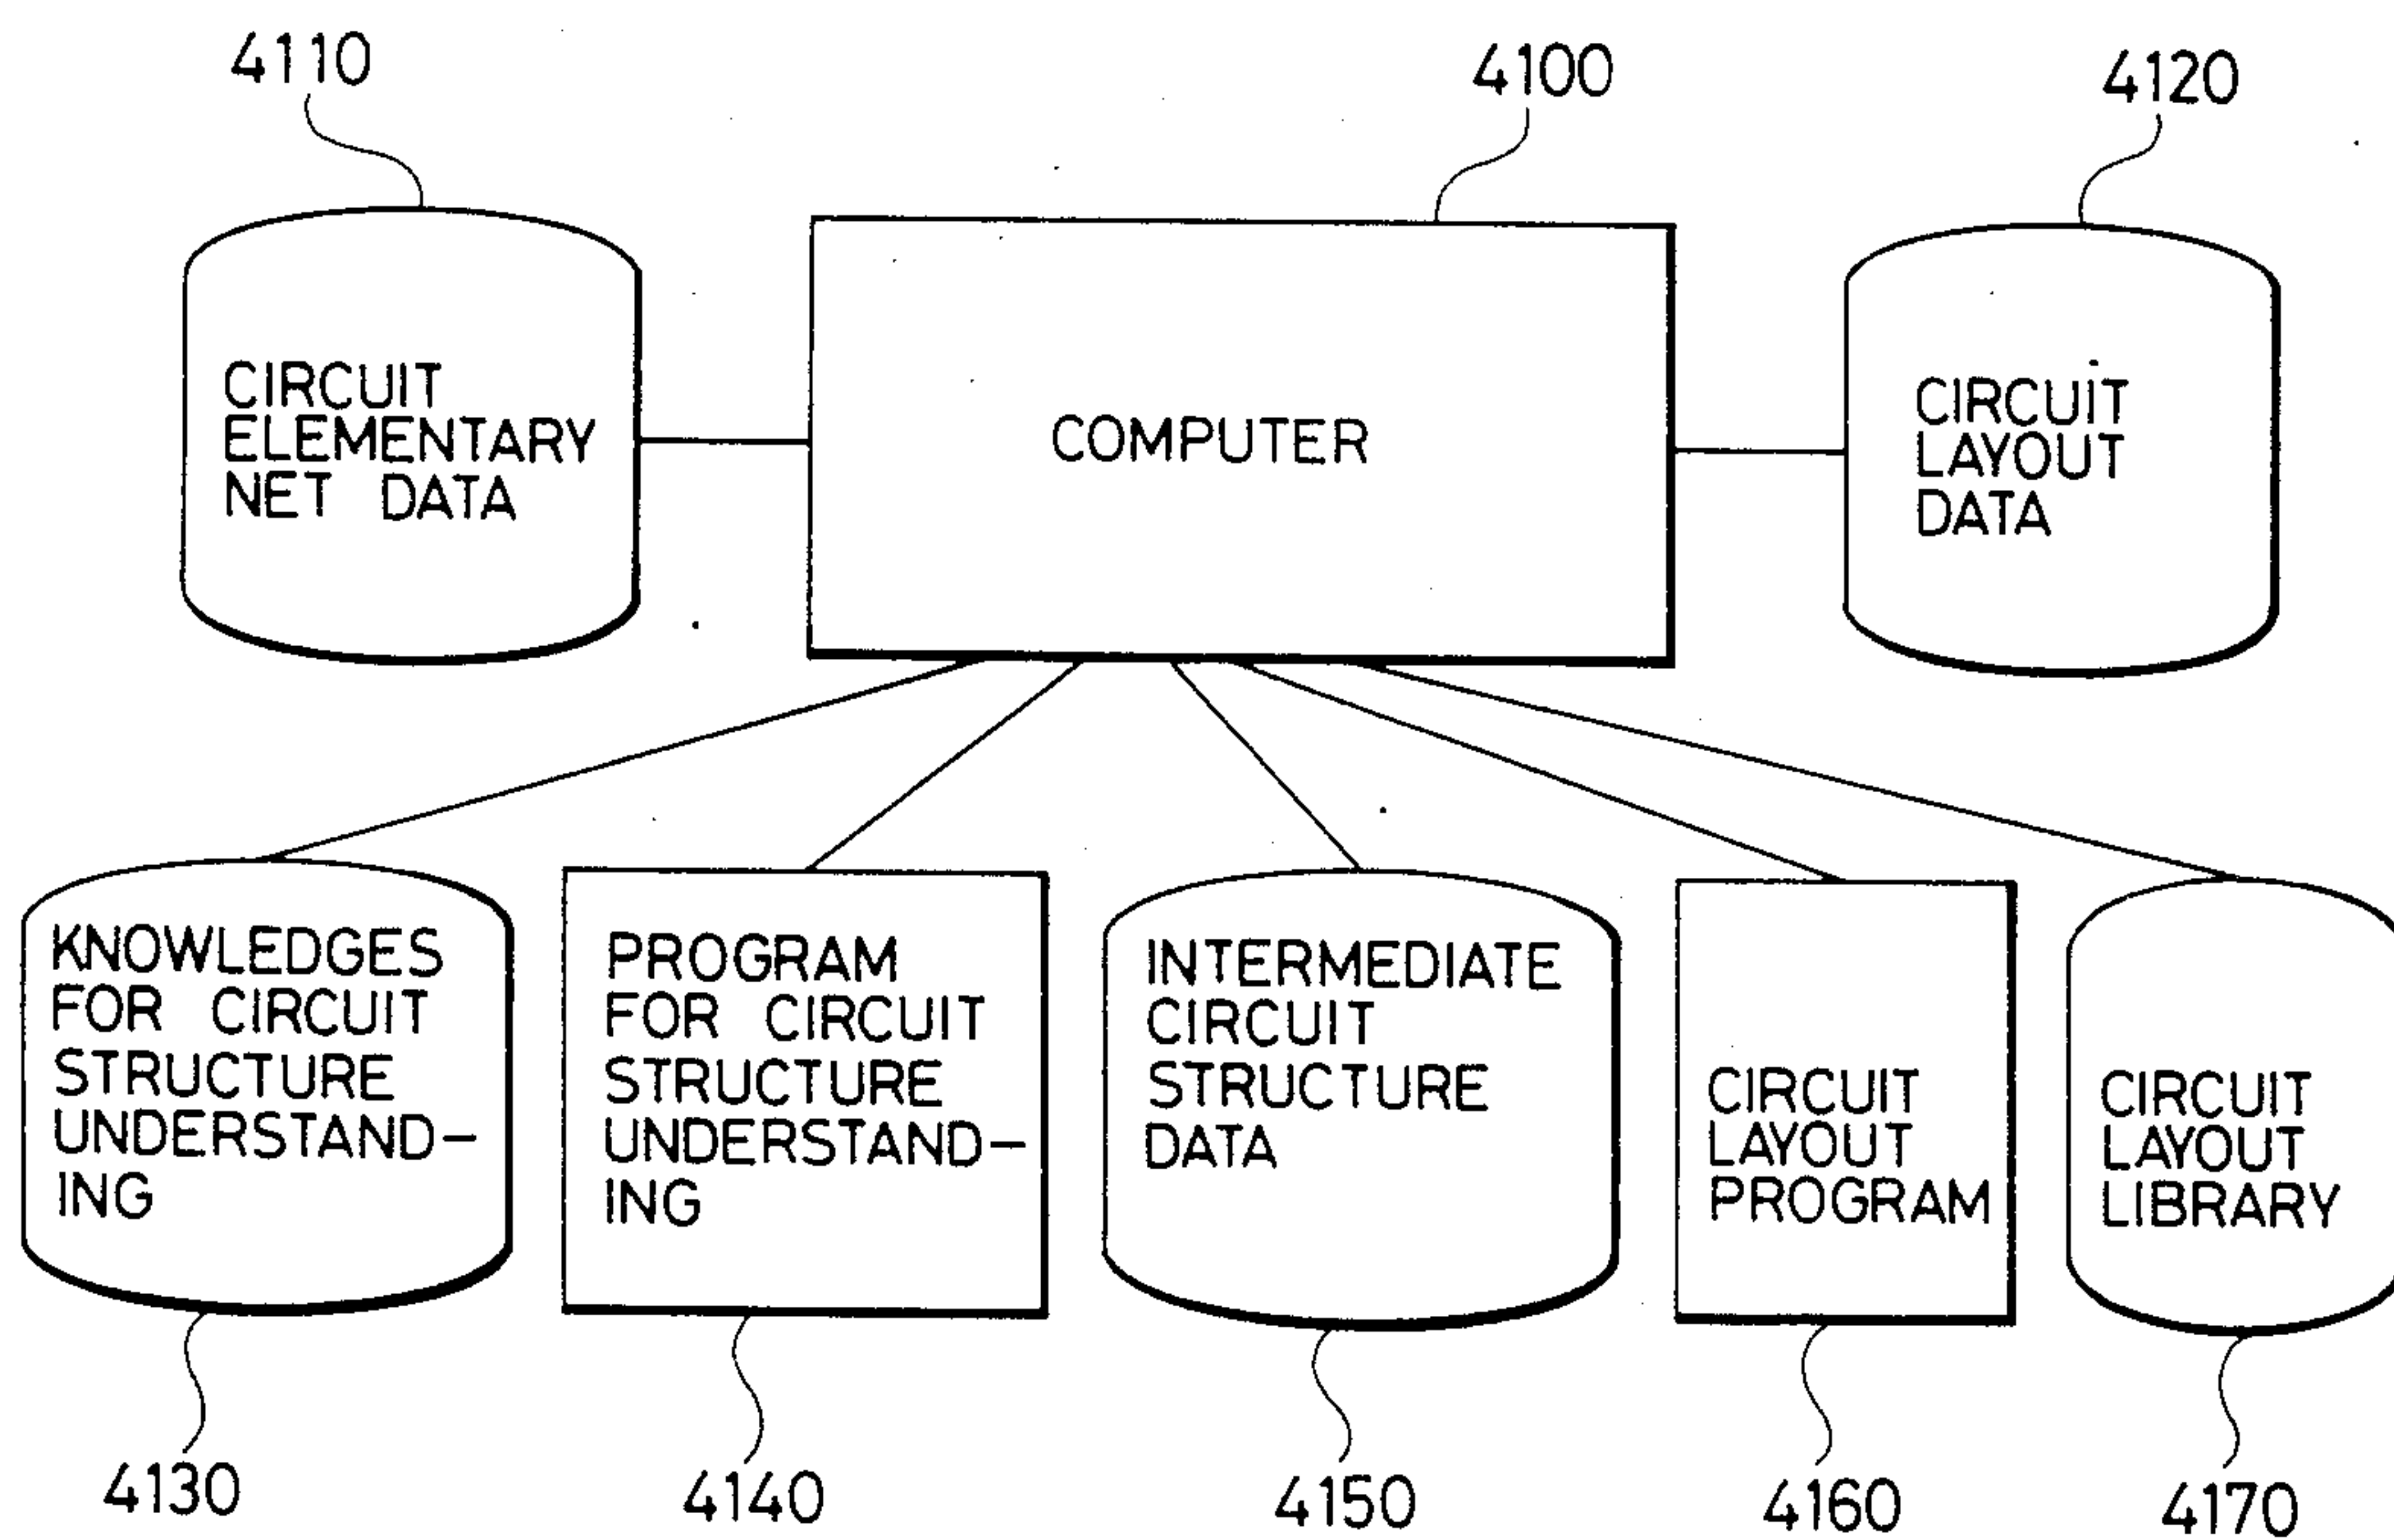 4110
4100
4120
CIRCUIT
ELEMENTARY
NET DATA
COMPUTER
CIRCUIT
LAYOUT
DATA
KNOWLEDGES
FOR CIRCUIT
STRUCTURE
UNDERSTAND-
ING
PROGRAM
FOR CIRCUIT
STRUCTURE
UNDERSTAND-
ING
INTERMEDIATE
CIRCUIT
STRUCTURE
DATA
CIRCUIT
LAYOUT
PROGRAM
CIRCUIT
LAYOUT
LIBRARY
4130
4140
4150
4160
4170